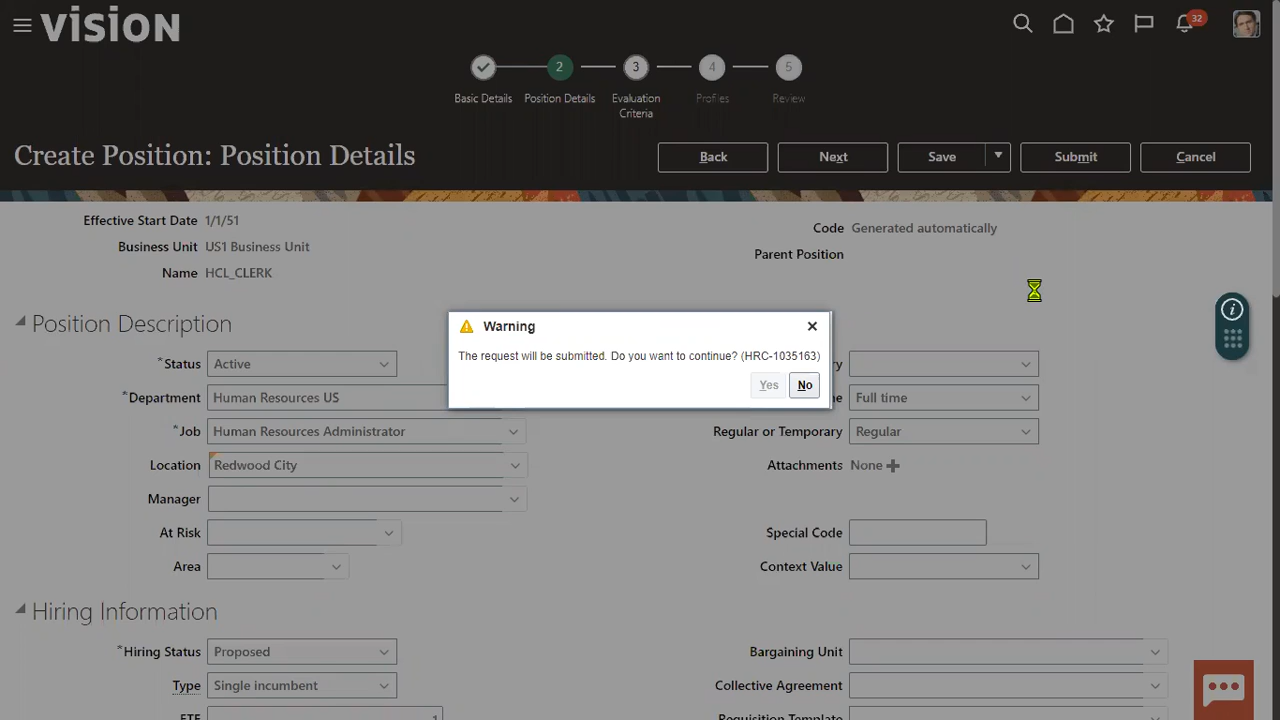 VISION
32
2
3
4
5
Basic Details
Position Details
Evaluation
Criteria
Profiles
Review
Create Position: Position Details
Back
Next
Save
Submit
Cancel
Effective Start Date 1/1/51
Business Unit US1 Business Unit
Name HCL_CLERK
Code Generated automatically
Parent Position
Position Description
Warning
The request will be submitted. Do you want to continue? (HRC-1035163)
Yes
No
*Status Active
*Department Human Resources US
Full time
*Job Human Resources Administrator
Regular or Temporary Regular
Location Redwood City
Attachments None
Manager
At Risk
Special Code
Area
Context Value
Hiring Information
*Hiring Status Proposed
Bargaining Unit
Type Single incumbent
Collective Agreement
FTE 1
Requisition Template